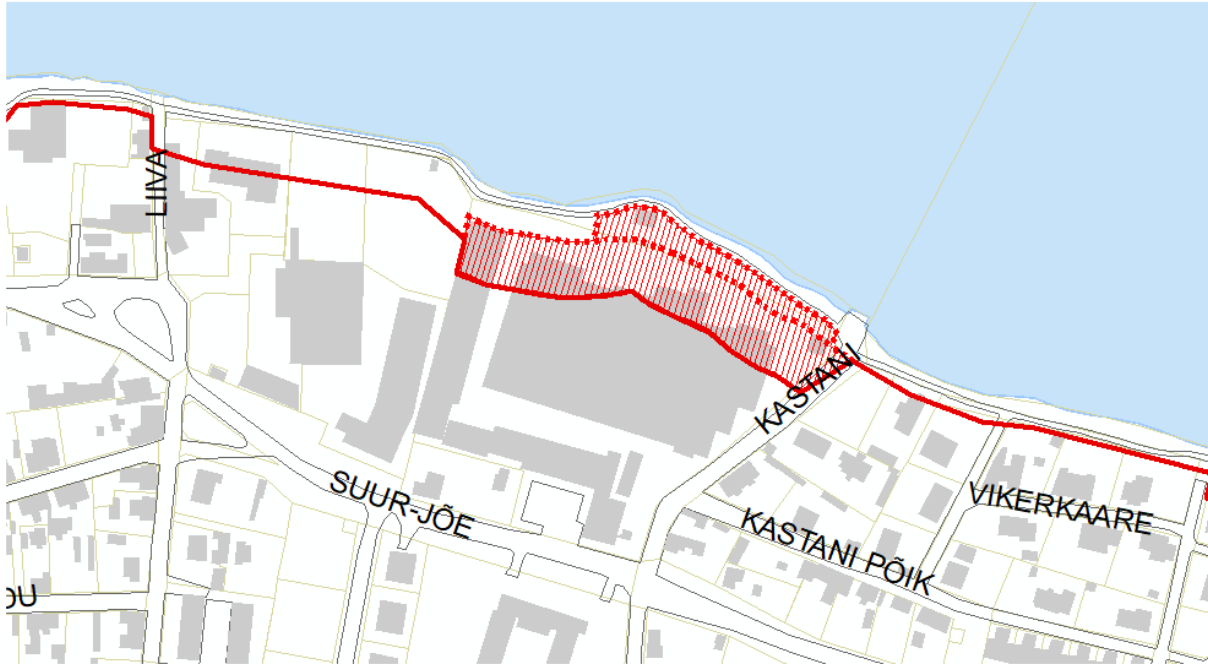 LIIVA
KASTANI
SUUR-JÕE
VIKERKAARE
KASTANI PÕIK
OU